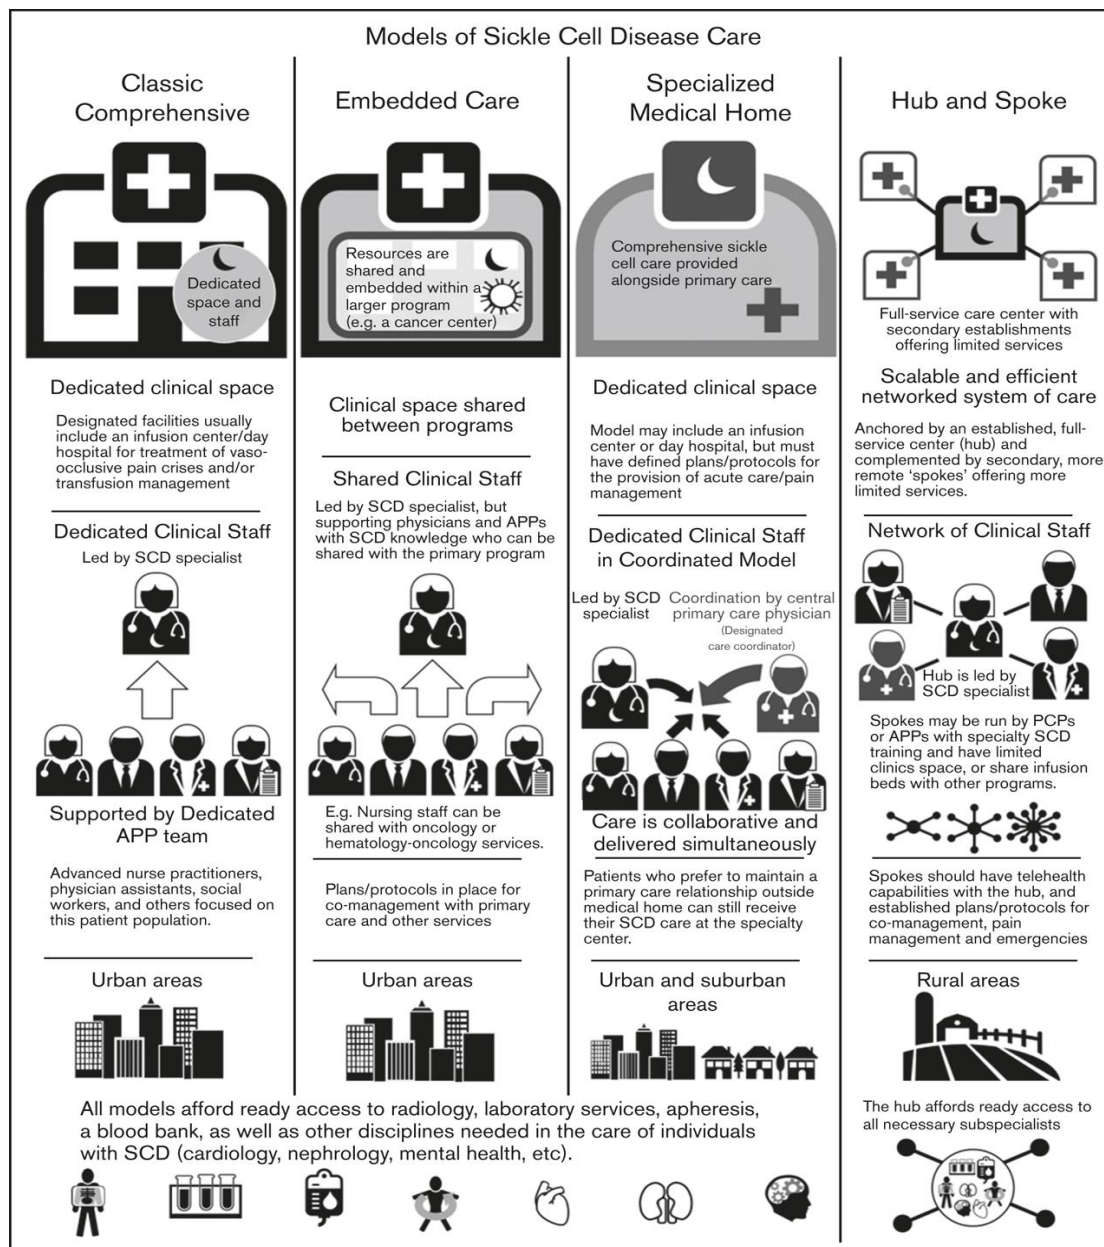 Models of Sickle Cell Disease Care
Classic
Comprehensive
Dedicated
space and
staff
Dedicated clinical space
Designated facilities usually
include an infusion center/day
hospital for treatment of vaso-
occlusive pain crises and/or
transfusion management
Dedicated Clinical Staff
Led by SCD specialist
Supported by Dedicated
APP team
Advanced nurse practitioners,
physician assistants, social
workers, and others focused on
this patient population.
Urban areas
Embedded Care
Resources are
shared and
embedded within a
larger program
(e.g. a cancer center)
Clinical space shared
between programs
Shared Clinical Staff
Led by SCD specialist, but
supporting physicians and APPs
with SCD knowledge who can be
shared with the primary program
E.g. Nursing staff can be
shared with oncology or
hematology-oncology services.
Plans/protocols in place for
co-management with primary
care and other services
Urban areas
Specialized
Medical Home
Comprehensive sickle
cell care provided
alongside primary care
Dedicated clinical space
Model may include an infusion
center or day hospital, but must
have defined plans/protocols for
the provision of acute care/pain
management
Dedicated Clinical Staff
in Coordinated Model
Led by SCD
specialist
Coordination by central
primary care physician
(Designated
care coordinator)
Care is collaborative and
delivered simultaneously
Patients who prefer to maintain a
primary care relationship outside
medical home can still receive
their SCD care at the specialty
center.
Urban and suburban
areas
Hub and Spoke
Full-service care center with
secondary establishments
offering limited services
Scalable and efficient
networked system of care
Anchored by an established, full-
service center (hub) and
complemented by secondary, more
remote 'spokes' offering more
limited services.
Network of Clinical Staff
Hub is led by
SCD specialist
Spokes may be run by PCPs
or APPs with specialty SCD
training and have limited
clinics space, or share infusion
beds with other programs.
Spokes should have telehealth
capabilities with the hub, and
established plans/protocols for
co-management, pain
management and emergencies
Rural areas
The hub affords ready access to
all necessary subspecialists
All models afford ready access to radiology, laboratory services, apheresis,
a blood bank, as well as other disciplines needed in the care of individuals
with SCD (cardiology, nephrology, mental health, etc).